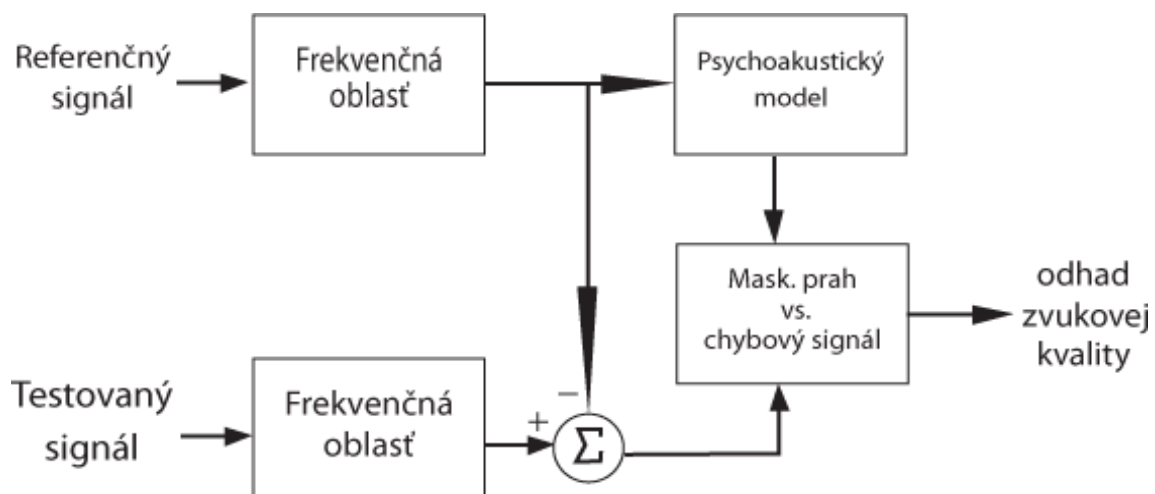 Referenčný
signál
Frekvenčná
oblasť
Psychoakustický
model
Mask. prah
vs.
chybový signál
odhad
zvukovej
kvality
Testovaný
signál
Frekvenčná
oblasť
+
−
Σ